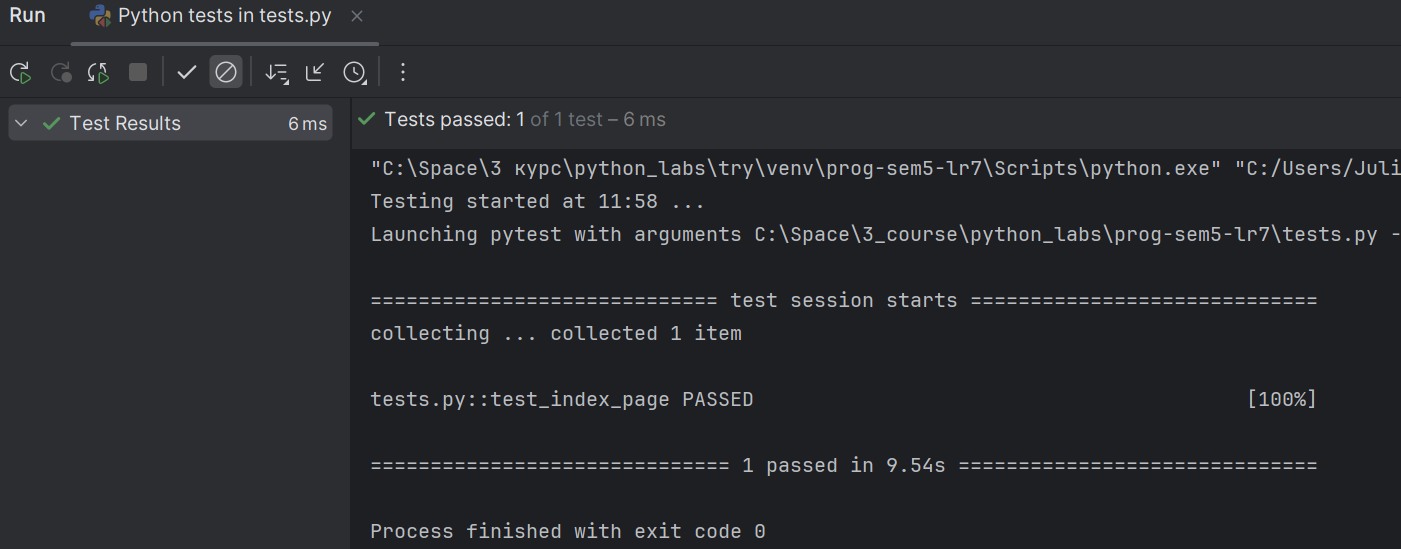 Run Python tests in tests.py
Test Results 6 ms
Tests passed: 1 of 1 test – 6 ms
"C:\Space\3 курс\python_labs\try\venv\prog-sem5-lr7\Scripts\python.exe" "C:/Users/Juli
Testing started at 11:58 ...
Launching pytest with arguments C:\Space\3_course\python_labs\prog-sem5-lr7\tests.py -
============================= test session starts =============================
collecting ... collected 1 item
tests.py::test_index_page PASSED [100%]
============================== 1 passed in 9.54s ==============================
Process finished with exit code 0